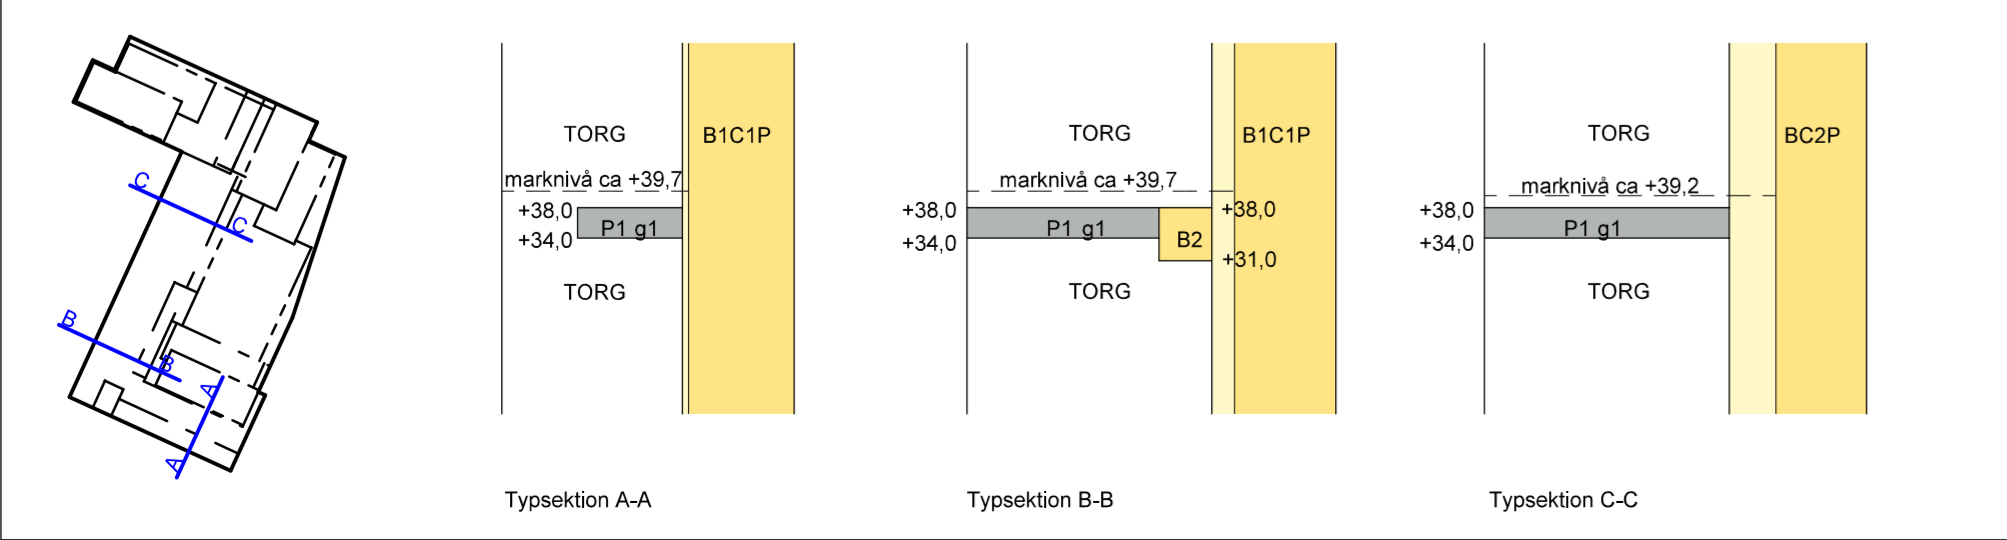 C
C
B
B
A
A
TORG
B1C1P
marknivå ca +39,7
+38,0
P1 g1
+34,0
TORG
Typsektion A-A
TORG
B1C1P
marknivå ca +39,7
+38,0
+38,0
P1 g1
B2
+34,0
+31,0
TORG
Typsektion B-B
TORG
BC2P
marknivå ca +39,2
+38,0
P1 g1
+34,0
TORG
Typsektion C-C